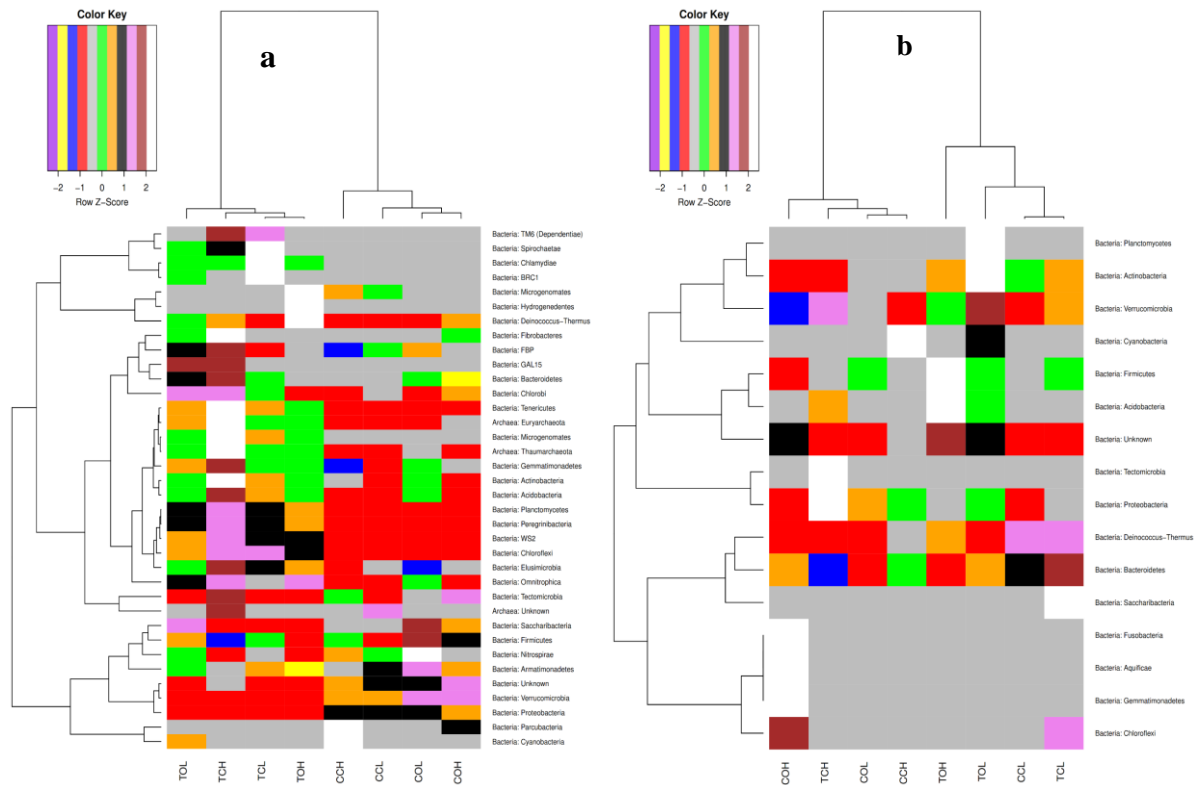 Color Key
-2 -1 0 1 2
Row Z-Score
a
Bacteria: TM6 (Dependentiae)
Bacteria: Spirochaetae
Bacteria: Chlamydiae
Bacteria: BRC1
Bacteria: Microgenomates
Bacteria: Hydrogenedentes
Bacteria: Deinococcus-Thermus
Bacteria: Fibrobacteres
Bacteria: FBP
Bacteria: GAL15
Bacteria: Bacteroidetes
Bacteria: Chlorobi
Bacteria: Tenericutes
Archaea: Euryarchaeota
Bacteria: Microgenomates
Archaea: Thaumarchaeota
Bacteria: Gemmatimonadetes
Bacteria: Actinobacteria
Bacteria: Acidobacteria
Bacteria: Planctomycetes
Bacteria: Peregrinibacteria
Bacteria: WS2
Bacteria: Chloroflexi
Bacteria: Elusimicrobia
Bacteria: Omnitrophica
Bacteria: Tectomicrobia
Archaea: Unknown
Bacteria: Saccharibacteria
Bacteria: Firmicutes
Bacteria: Nitrospirae
Bacteria: Armatimonadetes
Bacteria: Unknown
Bacteria: Verrucomicrobia
Bacteria: Proteobacteria
Bacteria: Parcubacteria
Bacteria: Cyanobacteria
TOL TCH TCL TOH CCH CCL COL COH
Color Key
-2 -1 0 1 2
Row Z-Score
b
Bacteria: Planctomycetes
Bacteria: Actinobacteria
Bacteria: Verrucomicrobia
Bacteria: Cyanobacteria
Bacteria: Firmicutes
Bacteria: Acidobacteria
Bacteria: Unknown
Bacteria: Tectomicrobia
Bacteria: Proteobacteria
Bacteria: Deinococcus-Thermus
Bacteria: Bacteroidetes
Bacteria: Saccharibacteria
Bacteria: Fusobacteria
Bacteria: Aquificae
Bacteria: Gemmatimonadetes
Bacteria: Chloroflexi
COH TCH COL CCH TOH TOL CCL TCL